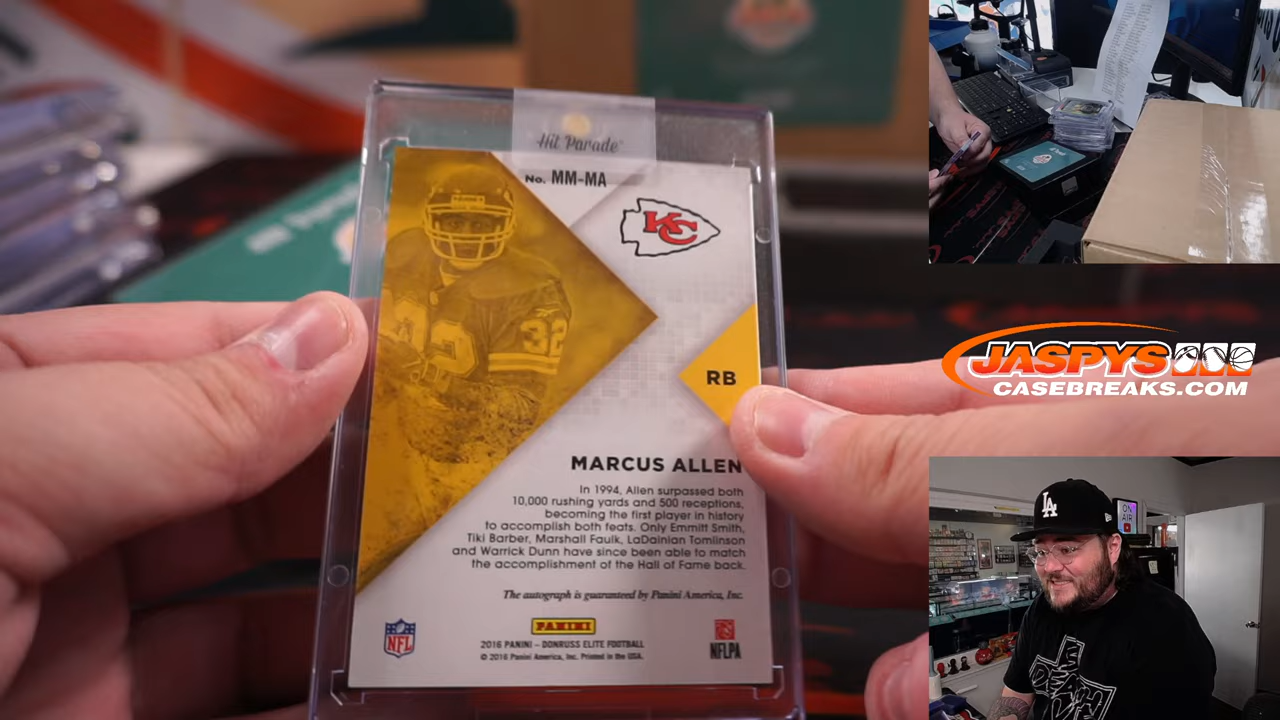 Hit Parade
No. MM-MA
KC
32
RB
MARCUS ALLEN
In 1994, Allen surpassed both
10,000 rushing yards and 500 receptions,
becoming the first player in history
to accomplish both feats. Only Emmitt Smith,
Tiki Barber, Marshall Faulk, LaDainian Tomlinson
and Warrick Dunn have since been able to match
the accomplishment of the Hall of Fame back.
The autograph is guaranteed by Panini America, Inc.
NFL
PANINI
2016 PANINI – DONRUSS ELITE FOOTBALL
© 2016 Panini America, Inc. Printed in the USA.
NFLPA
JASPYS
CASEBREAKS.COM
LA
ON
AIR
DEATH